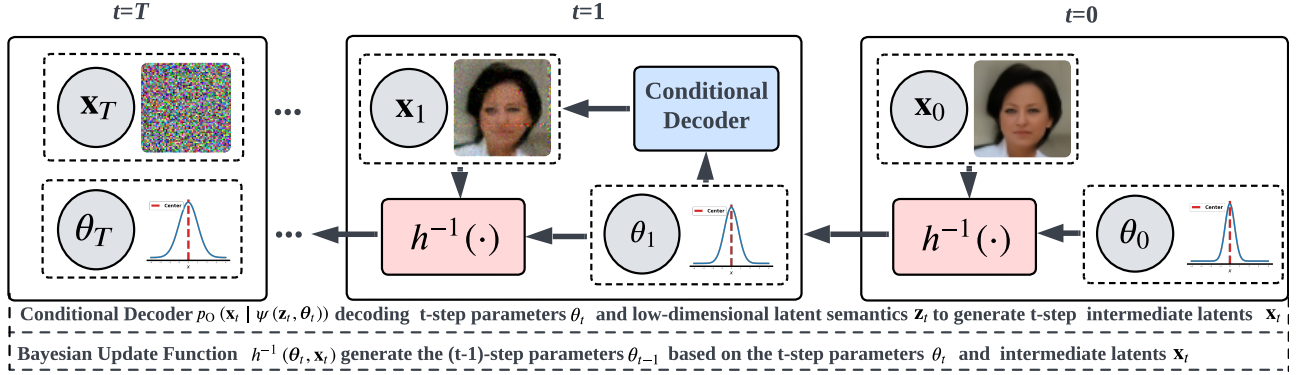 t=T
t=1
t=0
x_T
...
x_1
Conditional
Decoder
x_0
θ_T
Center
x
...
h^{-1}(·)
θ_1
Center
x
h^{-1}(·)
θ_0
Center
x
Conditional Decoder p_O (x_t | ψ(z_t, θ_t)) decoding t-step parameters θ_t and low-dimensional latent semantics z_t to generate t-step intermediate latents x_t
Bayesian Update Function h^{-1}(θ_t, x_t) generate the (t-1)-step parameters θ_{t-1} based on the t-step parameters θ_t and intermediate latents x_t